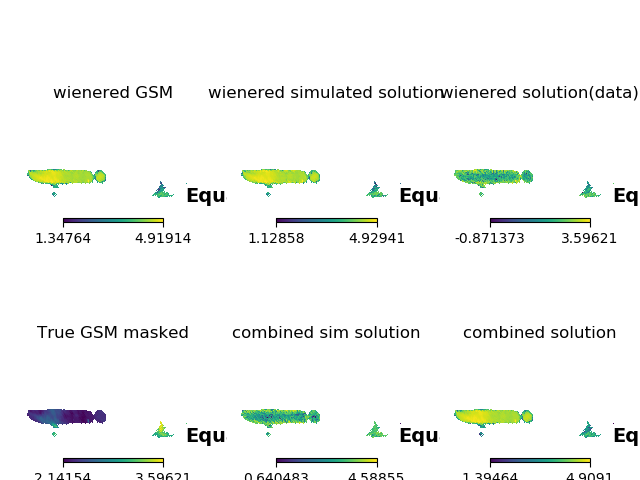 wienered GSM
wienered simulated solution
wienered solution(data)
Equ
Equ
Eq
1.34764 4.91914
1.12858 4.92941
-0.871373 3.59621
True GSM masked
combined sim solution
combined solution
Equ
Equ
Eq
2.14154 3.59621
0.640483 4.58855
1.39464 4.9091